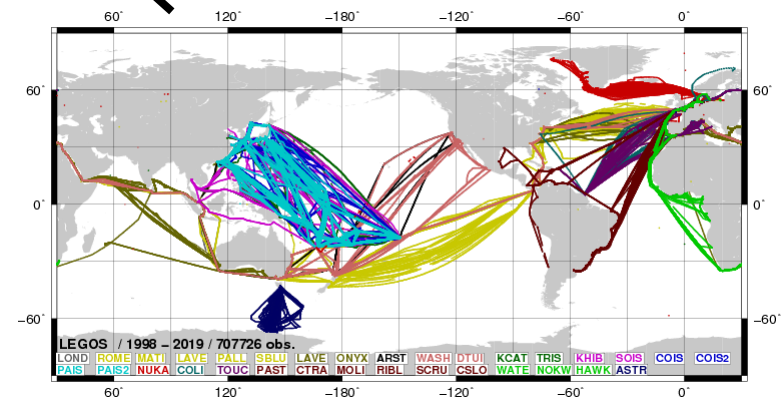 60° 120° −180° −120° −60° 0°
60° 60°
0° 0°
−60° −60°
LEGOS / 1998 − 2019 / 707726 obs.
LOND ROME MATI LAVE PALL SBLU LAVE ONYX ARST WASH DTUI KCAT TRIS KHIB SOIS COIS COIS2
PAIS PAIS2 NUKA COLI TOUC PAST CTRA MOLI RIBL SCRU CSLO WATE NOKW HAWK ASTR
60° 120° −180° −120° −60° 0°